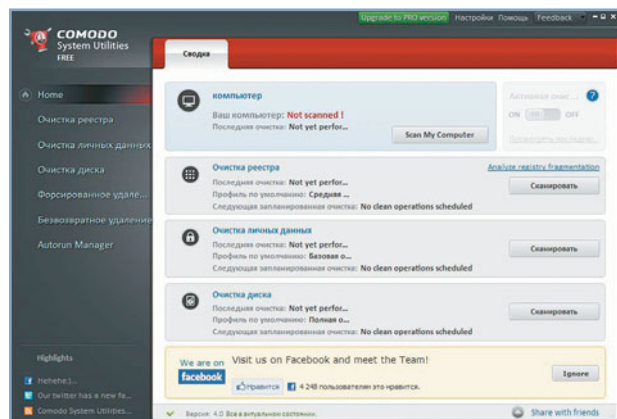 Upgrade to PRO version Настройки Помощь Feedback
COMODO
System Utilities
FREE
Сводка
Home
Очистка реестра
Очистка личных данных
Очистка диска
Форсированное удале...
Безвозвратное удаление
Autorun Manager
Highlights
Hehehe:)...
Our twitter has a new fa...
Comodo System Utilities...
компьютер
Ваш компьютер: Not scanned !
Последняя очистка: Not yet perfor...
Scan My Computer
Активная очис... ?
ON OFF
Очистка реестра
Analyze registry fragmentation
Последняя очистка: Not yet perfor...
Профиль по умолчанию: Средняя ...
Следующая запланированная очистка: No clean operations scheduled
Сканировать
Очистка личных данных
Последняя очистка: Not yet perfor...
Профиль по умолчанию: Базовая о...
Следующая запланированная очистка: No clean operations scheduled
Сканировать
Очистка диска
Последняя очистка: Not yet perfor...
Профиль по умолчанию: Полная о...
Следующая запланированная очистка: No clean operations scheduled
Сканировать
We are on
facebook
Visit us on Facebook and meet the Team!
Нравится
4 248 пользователям это нравится.
Ignore
Версия: 4.0 Все в актуальном состоянии.
Share with friends